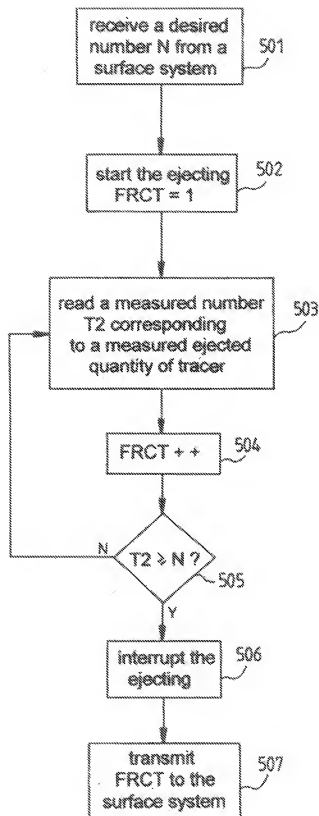 receive a desired
number N from a
surface system
501
start the ejecting
FRCT = 1
502
read a measured number
T2 corresponding
to a measured ejected
quantity of tracer
503
FRCT + +
504
T2 ⩾ N ?
N
505
Y
interrupt the
ejecting
506
transmit
FRCT to the
surface system
507